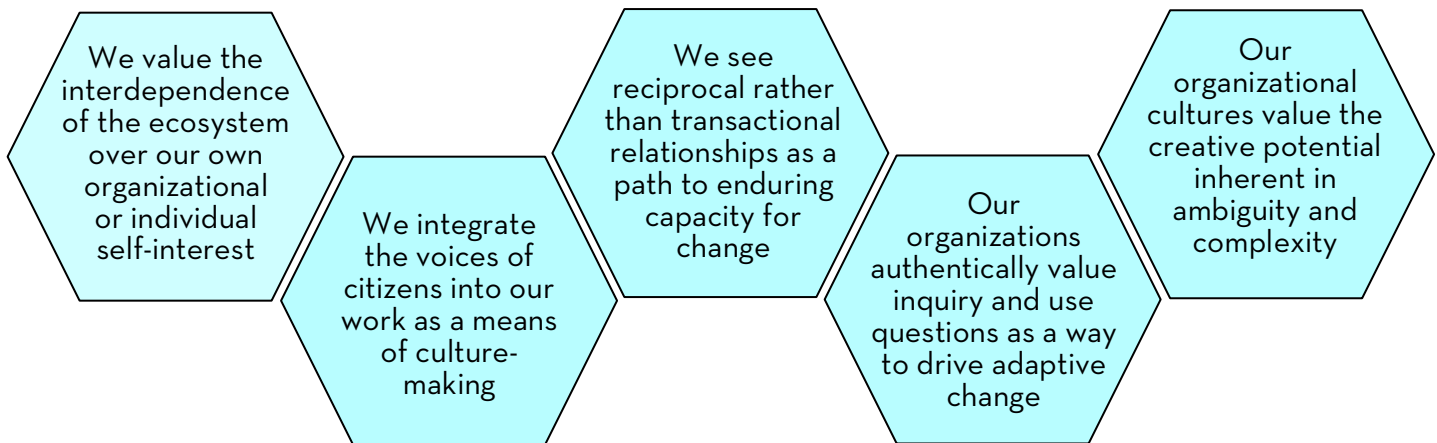 We value the
interdependence
of the ecosystem
over our own
organizational
or individual
self-interest
We integrate
the voices of
citizens into our
work as a means
of culture-
making
We see
reciprocal rather
than transactional
relationships as a
path to enduring
capacity for
change
Our
organizations
authentically value
inquiry and use
questions as a way
to drive adaptive
change
Our
organizational
cultures value the
creative potential
inherent in
ambiguity and
complexity